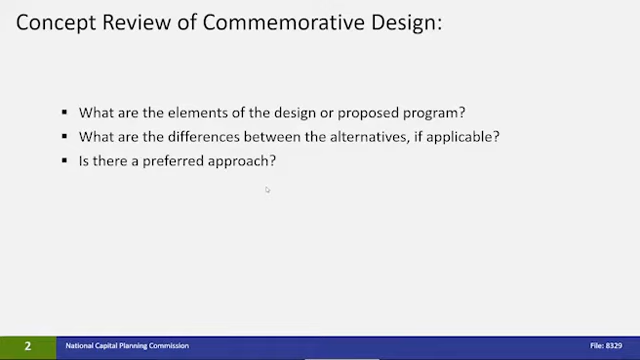 Concept Review of Commemorative Design:
▪ What are the elements of the design or proposed program?
▪ What are the differences between the alternatives, if applicable?
▪ Is there a preferred approach?
2 National Capital Planning Commission File: 8329